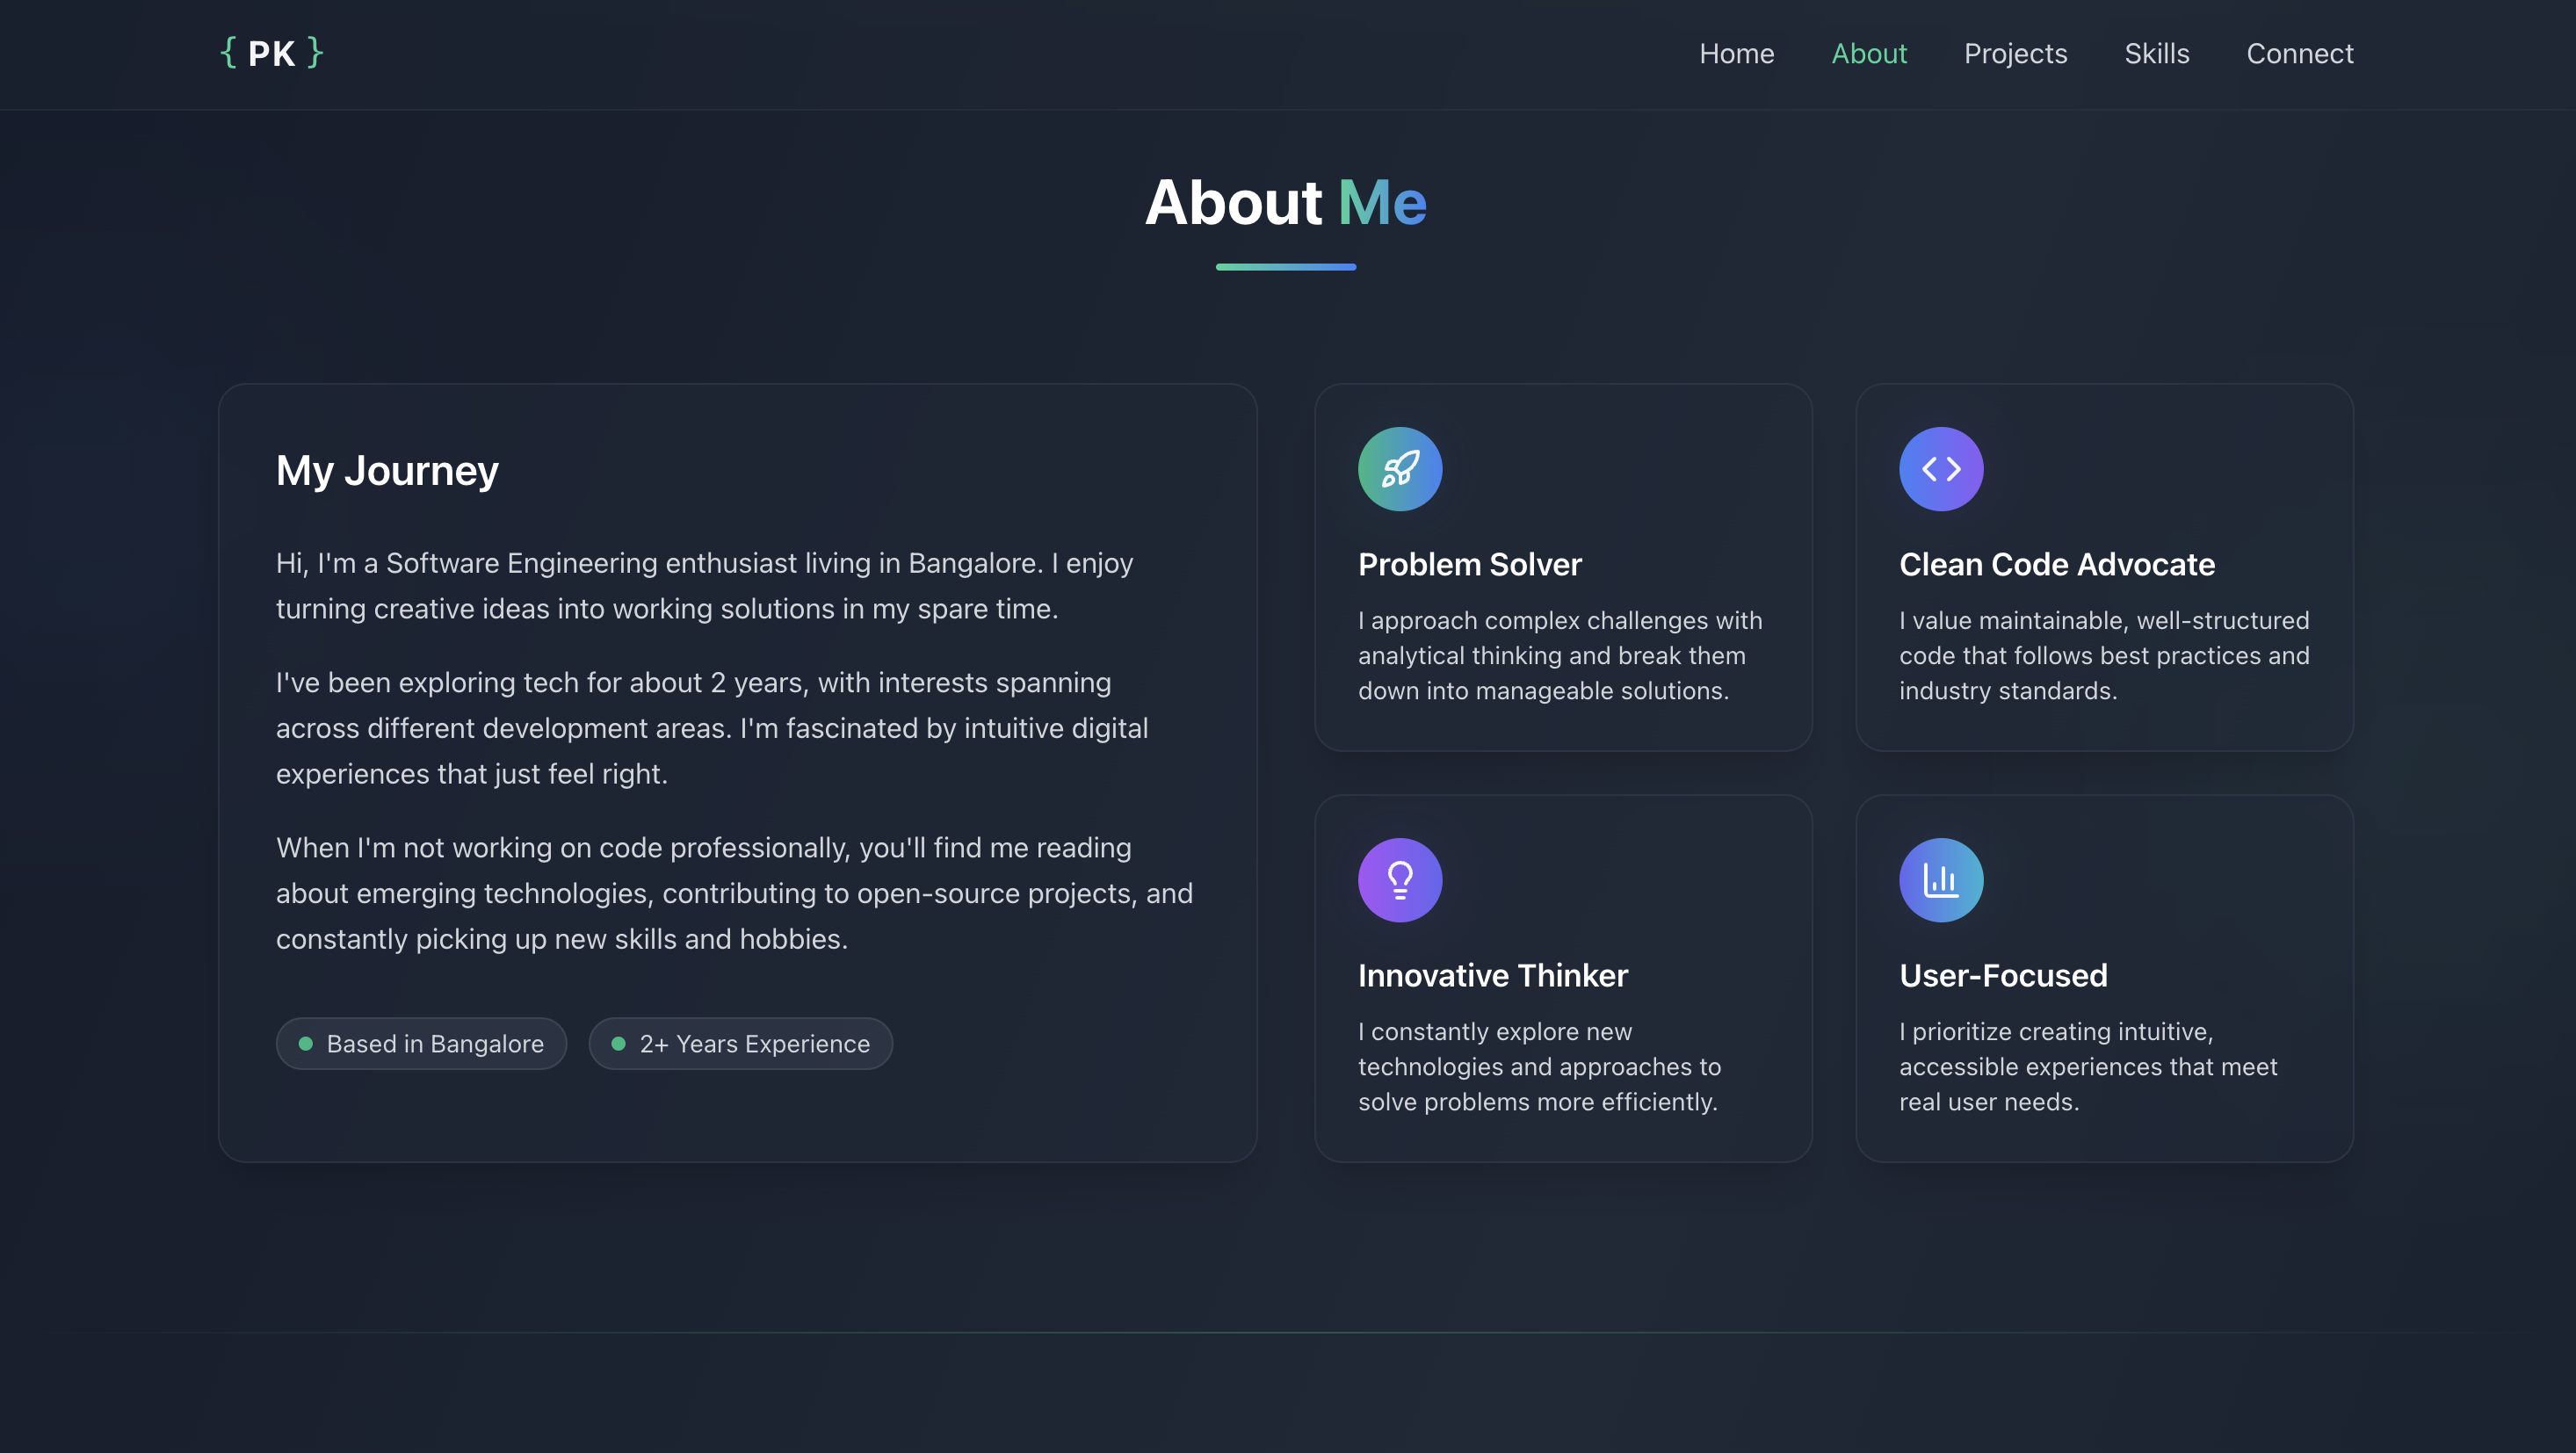 { PK }
Home
About
Projects
Skills
Connect
About Me
My Journey
Hi, I'm a Software Engineering enthusiast living in Bangalore. I enjoy
turning creative ideas into working solutions in my spare time.
I've been exploring tech for about 2 years, with interests spanning
across different development areas. I'm fascinated by intuitive digital
experiences that just feel right.
When I'm not working on code professionally, you'll find me reading
about emerging technologies, contributing to open-source projects, and
constantly picking up new skills and hobbies.
Based in Bangalore
2+ Years Experience
Problem Solver
I approach complex challenges with
analytical thinking and break them
down into manageable solutions.
Clean Code Advocate
I value maintainable, well-structured
code that follows best practices and
industry standards.
Innovative Thinker
I constantly explore new
technologies and approaches to
solve problems more efficiently.
User-Focused
I prioritize creating intuitive,
accessible experiences that meet
real user needs.